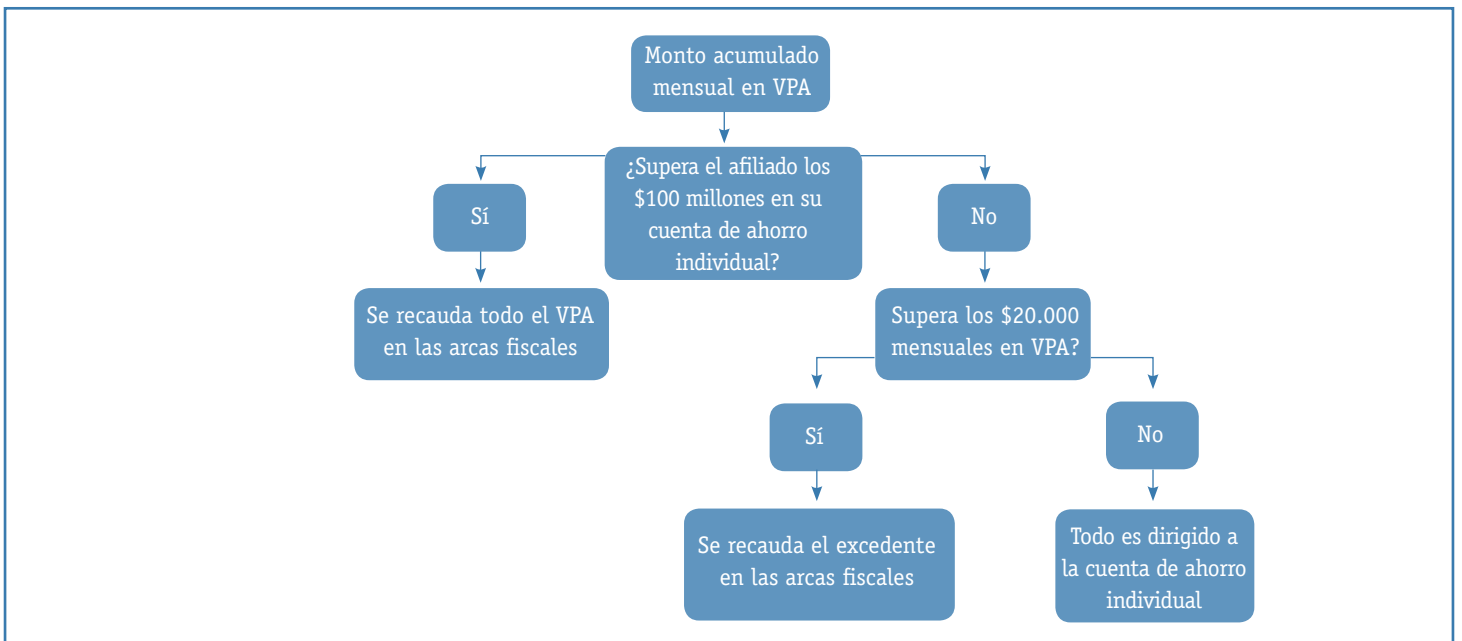 Monto acumulado
mensual en VPA
¿Supera el afiliado los
$100 millones en su
cuenta de ahorro
individual?
Sí
No
Se recauda todo el VPA
en las arcas fiscales
Supera los $20.000
mensuales en VPA?
Sí
No
Se recauda el excedente
en las arcas fiscales
Todo es dirigido a
la cuenta de ahorro
individual